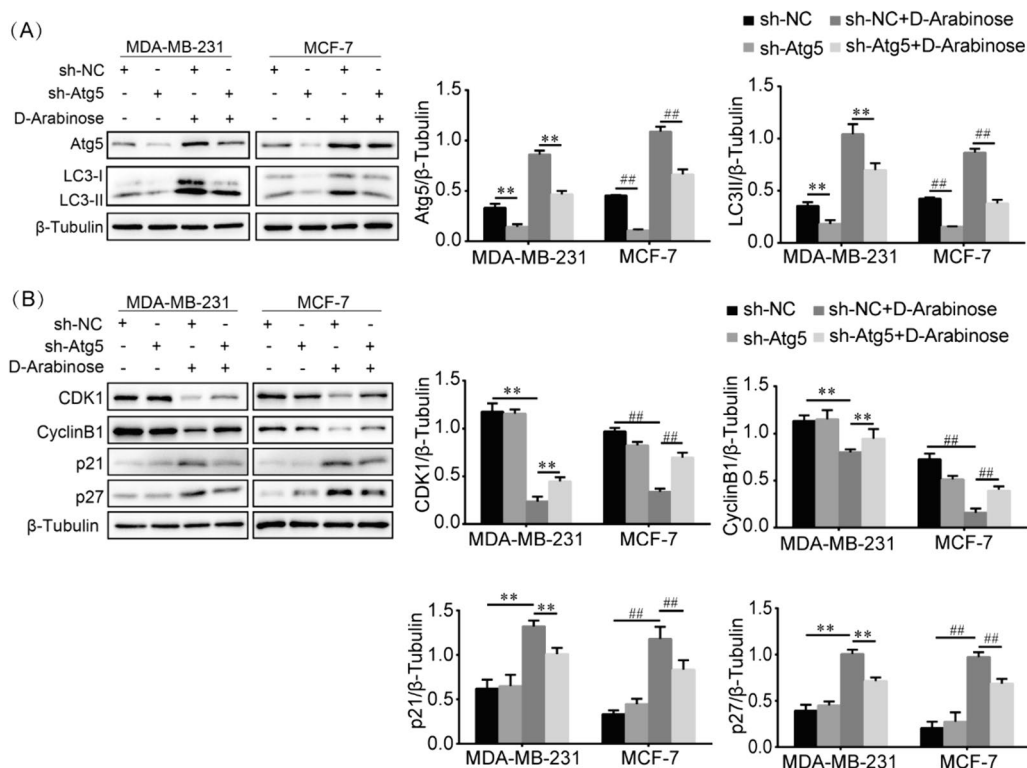 (A)
MDA-MB-231 MCF-7
sh-NC + - + - + - + -
sh-Atg5 - + - + - + - +
D-Arabinose - - + + - - + +
Atg5
LC3-I
LC3-II
β-Tubulin
sh-NC sh-NC+D-Arabinose
sh-Atg5 sh-Atg5+D-Arabinose
Atg5/β-Tubulin
1.5
1.0
0.5
0.0
** ** ## ##
MDA-MB-231 MCF-7
LC3II/β-Tubulin
1.5
1.0
0.5
0.0
** ** ## ##
MDA-MB-231 MCF-7
(B)
MDA-MB-231 MCF-7
sh-NC + - + - + - + -
sh-Atg5 - + - + - + - +
D-Arabinose - - + + - - + +
CDK1
CyclinB1
p21
p27
β-Tubulin
sh-NC sh-NC+D-Arabinose
sh-Atg5 sh-Atg5+D-Arabinose
CDK1/β-Tubulin
1.5
1.0
0.5
0.0
** ** ## ##
MDA-MB-231 MCF-7
CyclinB1/β-Tubulin
1.5
1.0
0.5
0.0
** ** ## ##
MDA-MB-231 MCF-7
p21/β-Tubulin
1.5
1.0
0.5
0.0
** ** ## ##
MDA-MB-231 MCF-7
p27/β-Tubulin
1.5
1.0
0.5
0.0
** ** ## ##
MDA-MB-231 MCF-7